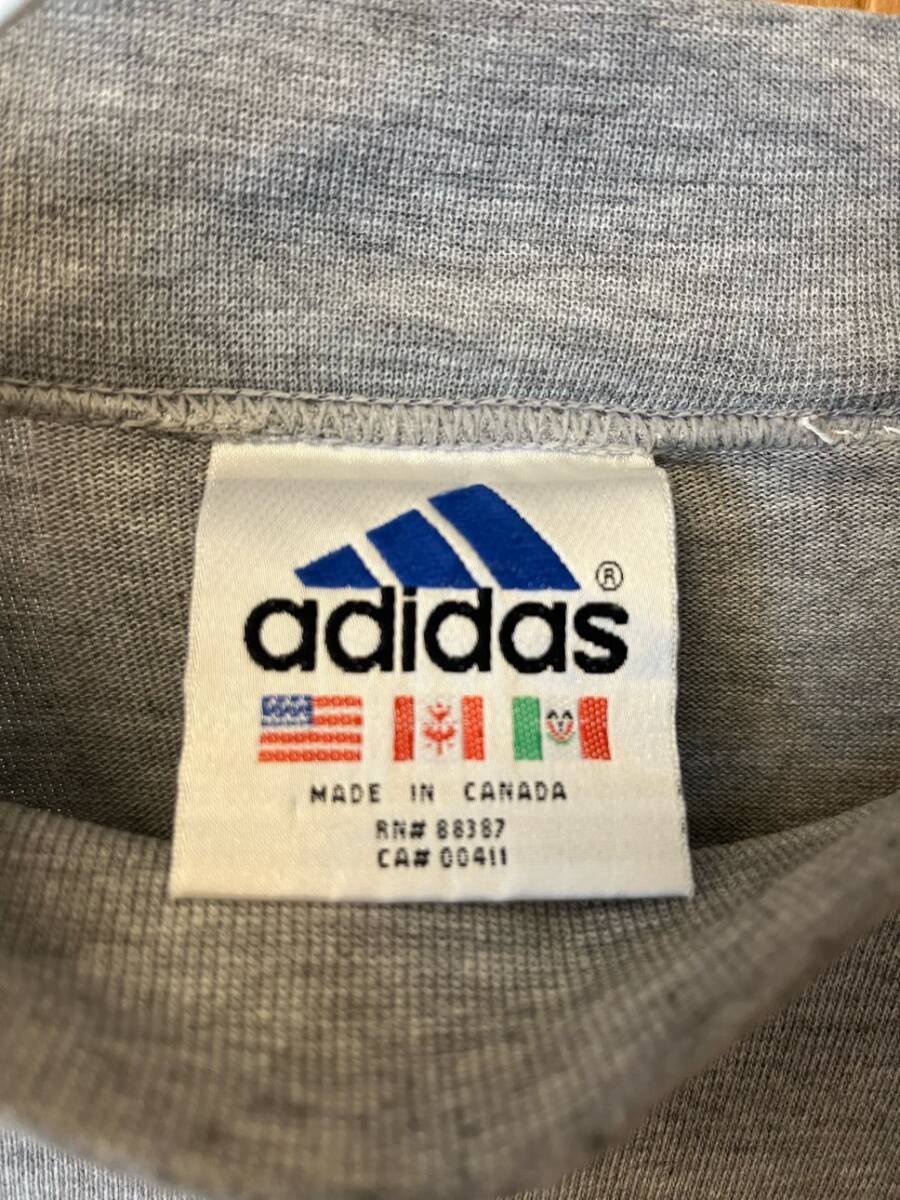 adidas®
MADE IN CANADA
RN# 88387
CA# 00411